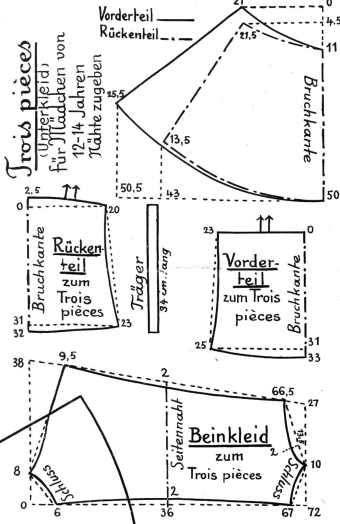 Trois pièces
(Unterkleid)
für Mädchen von
12-14 Jahren
Nähte zugeben
Vorderteil
Rückenteil
21
0
4.5
21,5
11
25,5
13,5
Bruchkante
50,5
43
50
2,5
0
20
Bruchkante
Rücken-
teil
zum
Trois
pièces
31
32
23
Träger
34 cm lang
23
0
Vorder-
teil
zum Trois
pièces
Bruchkante
25
31
33
38
9,5
2
66,5
27
Seitennaht
Beinkleid
zum
Trois pièces
2
8
10
Schluss
Schluss
0
6
36
2
67
72